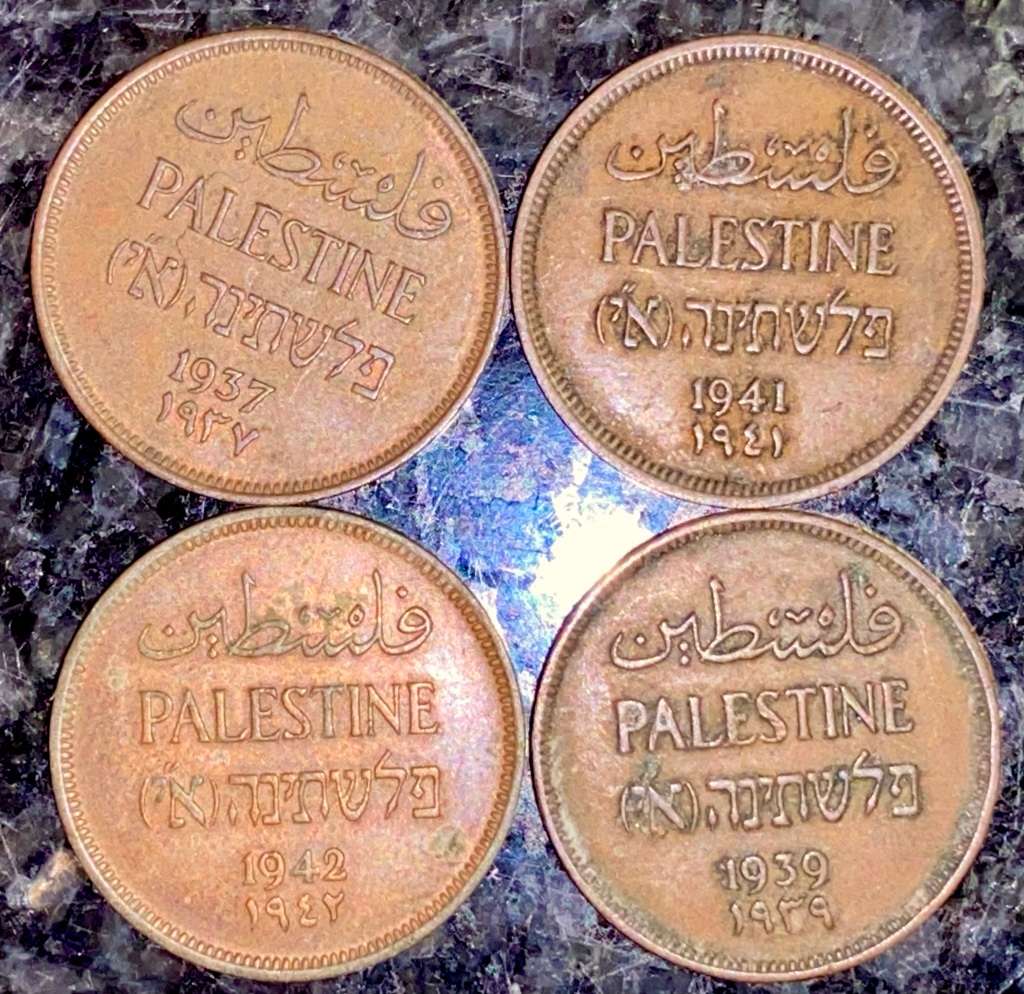 فلسطين
PALESTINE
פלשתינה (א״י)
1937
١٩٣٧
فلسطين
PALESTINE
פלשתינה (א״י)
1941
١٩٤١
فلسطين
PALESTINE
פלשתינה (א״י)
1942
١٩٤٢
فلسطين
PALESTINE
פלשתינה (א״י)
1939
١٩٣٩